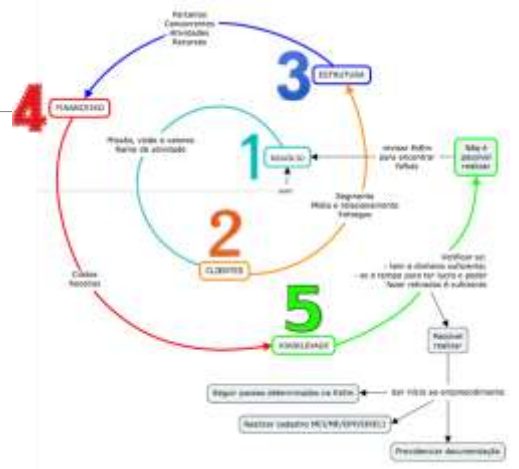 Parceiros
Concorrentes
Atividades
Recursos
3
ESTRUTURA
4
FINANCEIRO
Missão, visão e valores
Ramo de atividade
1
NEGÓCIO
revisar
para encontrar
falhas
Não é
possível
realizar
Segmento
Mídia e relacionamento
2
CLIENTES
Custos
Receitas
Verificar se:
- tem o dinheiro suficiente;
- se o tempo para ter lucro e poder
fazer retiradas é suficiente
5
VIABILIDADE
Possível
realizar
Seguir passos determinados no
Dar início ao empreendimento
Realizar cadastro
Providenciar documentação